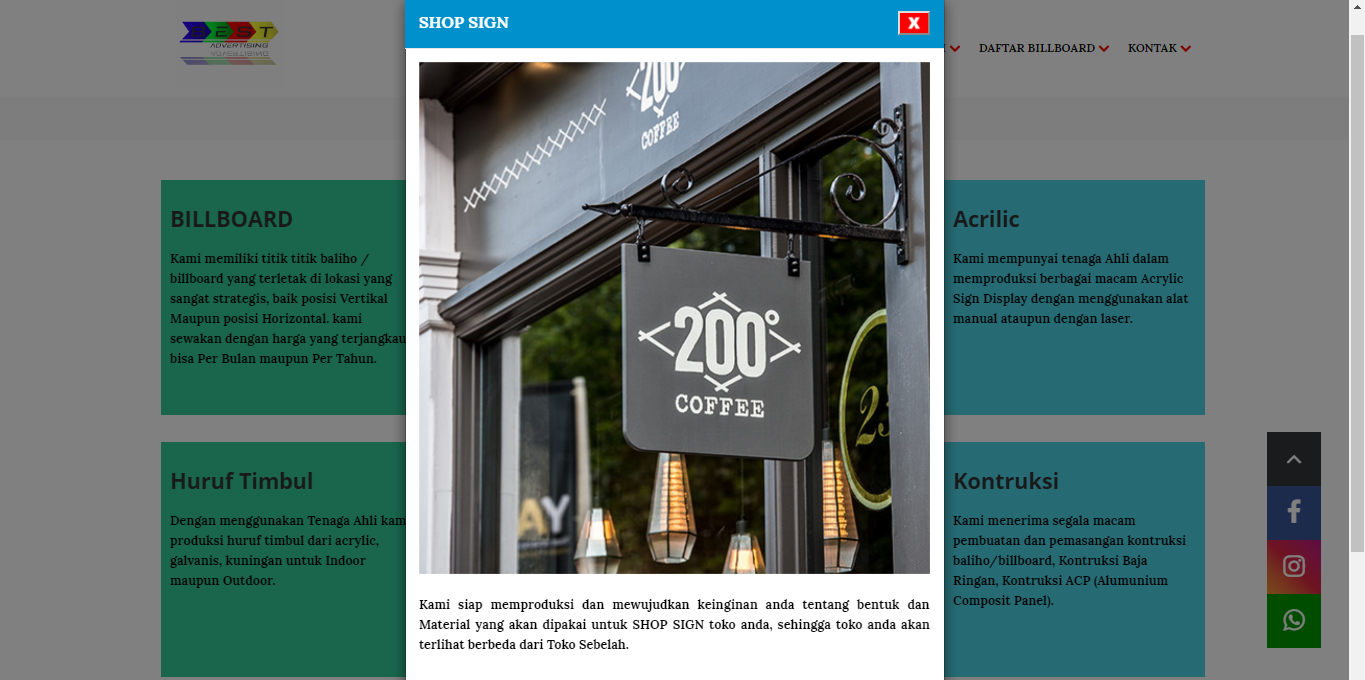 BEST
ADVERTISING
DAFTAR BILLBOARD
KONTAK
SHOP SIGN
X
200
COFFEE
200°
COFFEE
AY
Kami siap memproduksi dan mewujudkan keinginan anda tentang bentuk dan
Material yang akan dipakai untuk SHOP SIGN toko anda, sehingga toko anda akan
terlihat berbeda dari Toko Sebelah.
BILLBOARD
Kami memiliki titik titik baliho /
billboard yang terletak di lokasi yang
sangat strategis, baik posisi Vertikal
Maupun posisi Horizontal. kami
sewakan dengan harga yang terjangkau
bisa Per Bulan maupun Per Tahun.
Acrilic
Kami mempunyai tenaga Ahli dalam
memproduksi berbagai macam Acrylic
Sign Display dengan menggunakan alat
manual ataupun dengan laser.
Huruf Timbul
Dengan menggunakan Tenaga Ahli kam
produksi huruf timbul dari acrylic,
galvanis, kuningan untuk Indoor
maupun Outdoor.
Kontruksi
Kami menerima segala macam
pembuatan dan pemasangan kontruksi
baliho/billboard, Kontruksi Baja
Ringan, Kontruksi ACP (Alumunium
Composit Panel).